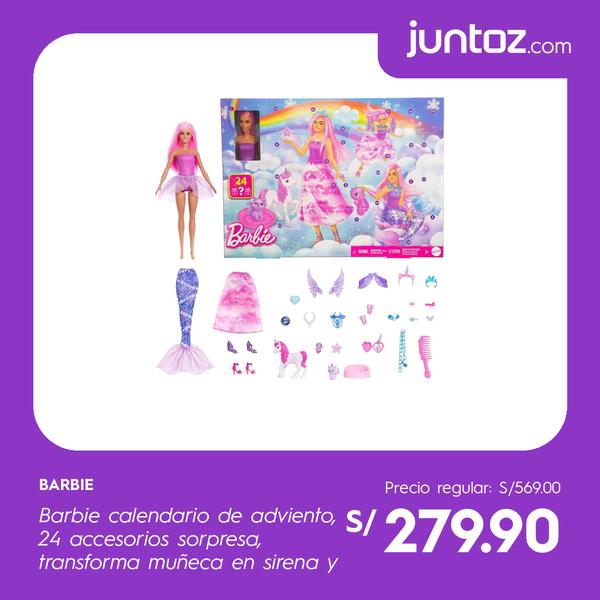 juntoz.com
24
?
Barbie
BARBIE
Barbie calendario de adviento,
24 accesorios sorpresa,
transforma muñeca en sirena y
Precio regular: S/569.00
S/ 279.90